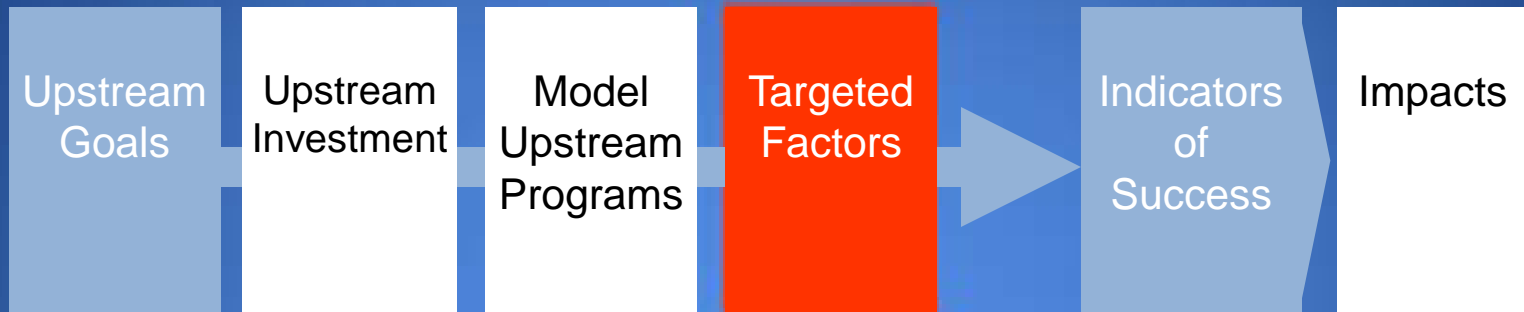 Upstream
Goals
Upstream
Investment
Model
Upstream
Programs
Targeted
Factors
Indicators
of
Success
Impacts